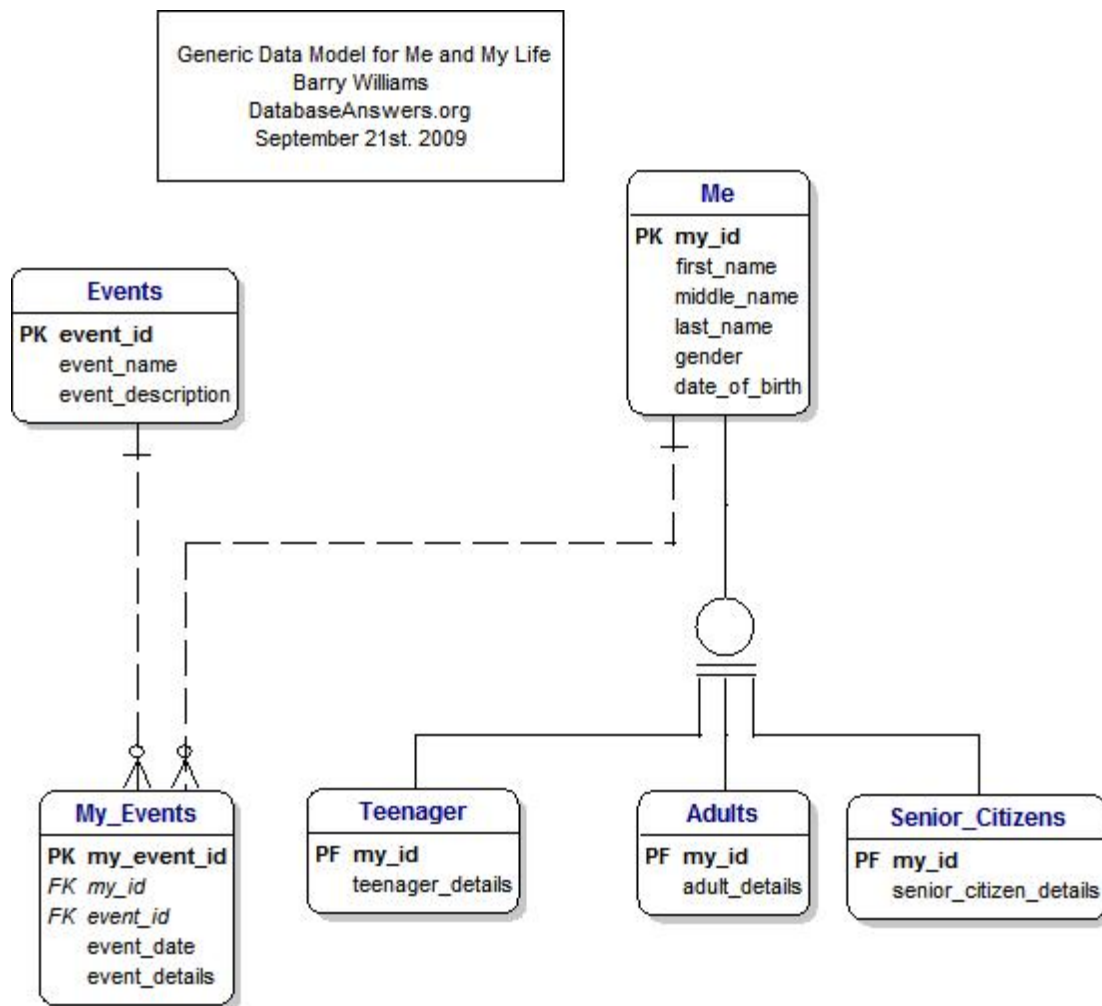 Generic Data Model for Me and My Life
Barry Williams
DatabaseAnswers.org
September 21st. 2009
Me
PK my_id
first_name
middle_name
last_name
gender
date_of_birth
Events
PK event_id
event_name
event_description
My_Events
PK my_event_id
FK my_id
FK event_id
event_date
event_details
Teenager
PF my_id
teenager_details
Adults
PF my_id
adult_details
Senior_Citizens
PF my_id
senior_citizen_details